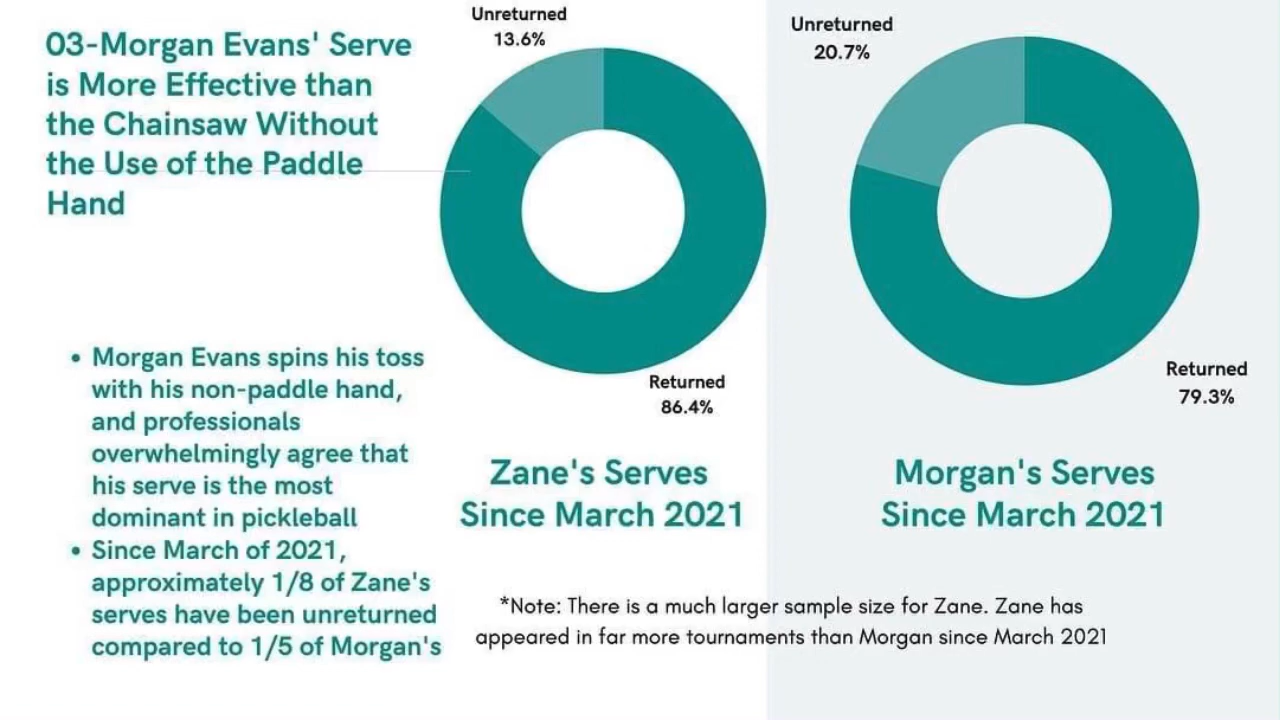 03-Morgan Evans' Serve
is More Effective than
the Chainsaw Without
the Use of the Paddle
Hand
• Morgan Evans spins his toss
with his non-paddle hand,
and professionals
overwhelmingly agree that
his serve is the most
dominant in pickleball
• Since March of 2021,
approximately 1/8 of Zane's
serves have been unreturned
compared to 1/5 of Morgan's
Unreturned
13.6%
Returned
86.4%
Zane's Serves
Since March 2021
Unreturned
20.7%
Returned
79.3%
Morgan's Serves
Since March 2021
*Note: There is a much larger sample size for Zane. Zane has
appeared in far more tournaments than Morgan since March 2021